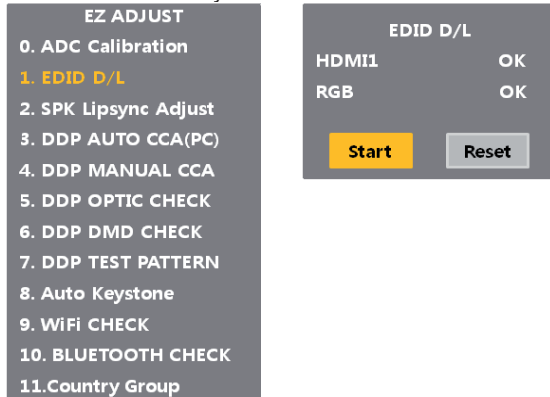 EZ ADJUST
0. ADC Calibration
1. EDID D/L
2. SPK Lipsync Adjust
3. DDP AUTO CCA(PC)
4. DDP MANUAL CCA
5. DDP OPTIC CHECK
6. DDP DMD CHECK
7. DDP TEST PATTERN
8. Auto Keystone
9. WiFi CHECK
10. BLUETOOTH CHECK
11.Country Group
EDID D/L
HDMI1 OK
RGB OK
Start Reset